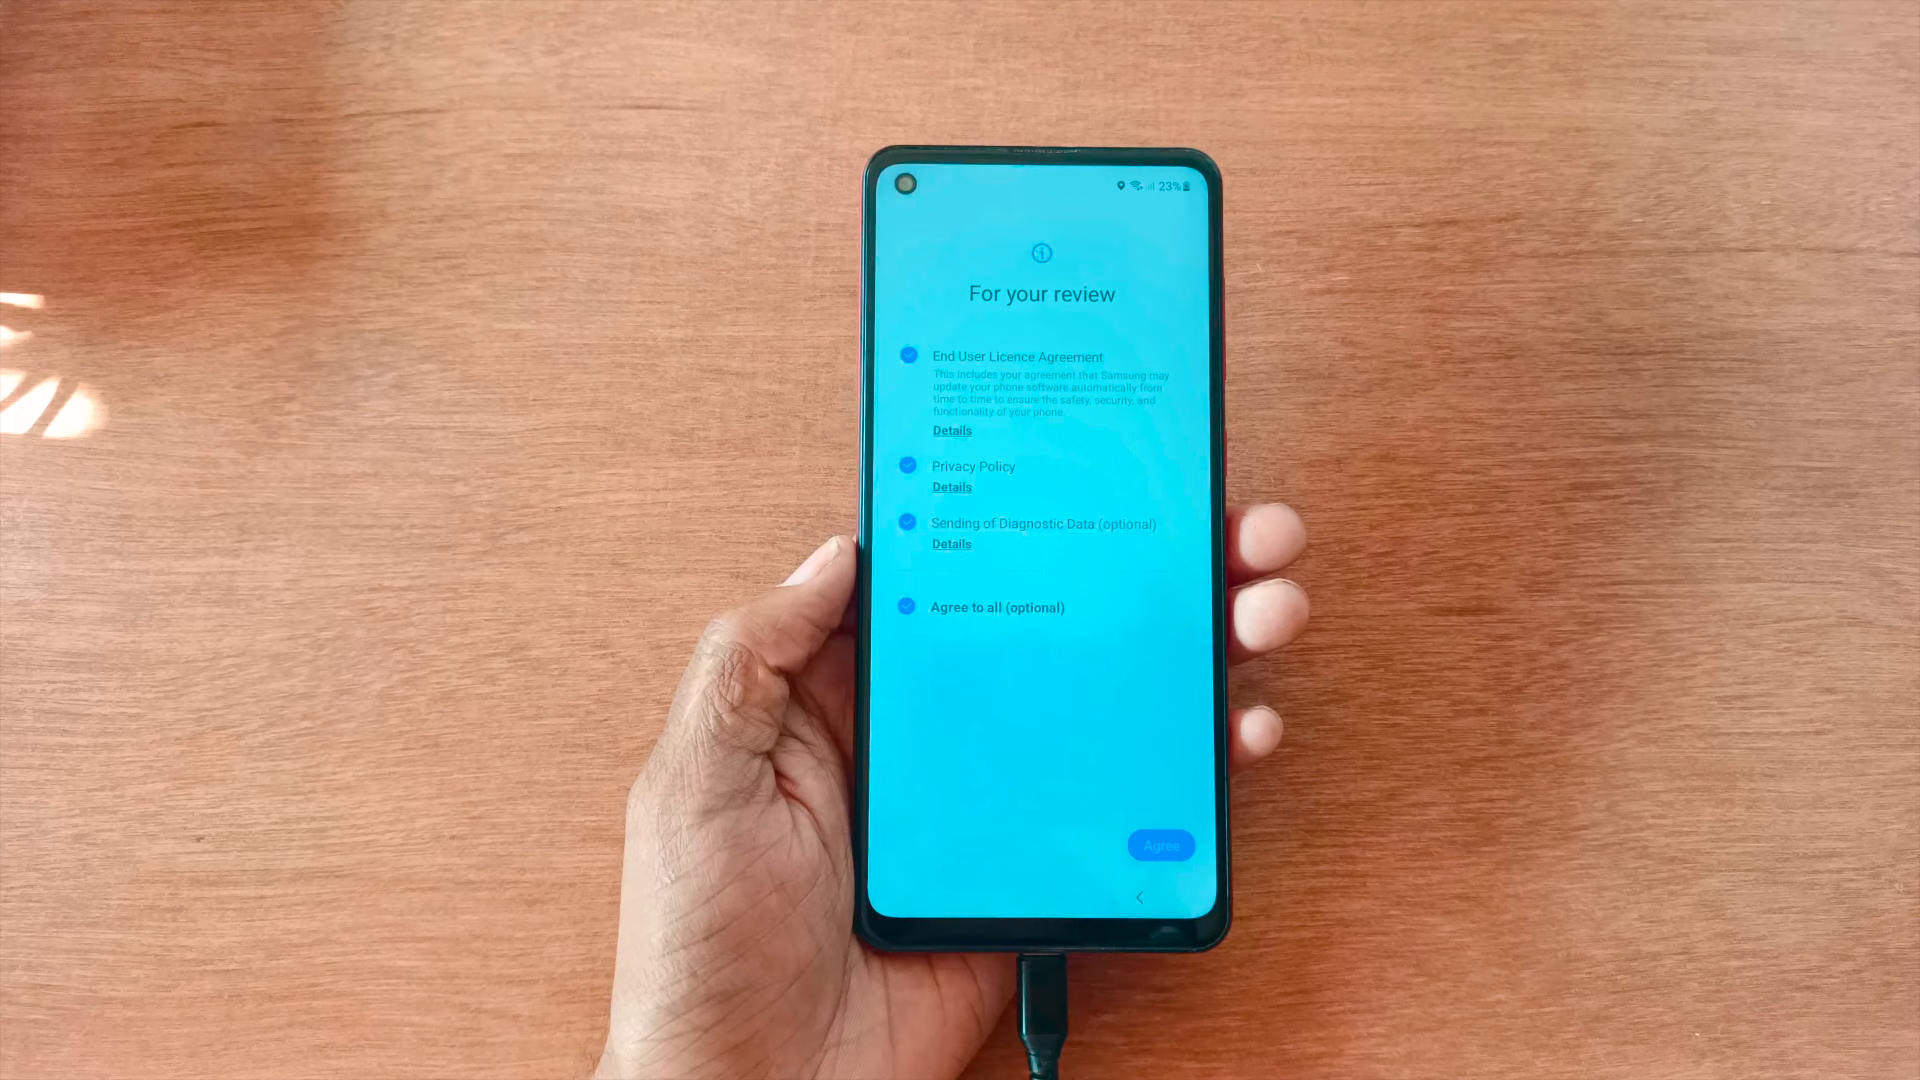 23%
For your review
End User Licence Agreement
This includes your agreement that Samsung may
update your phone software automatically from
time to time to ensure the safety, security, and
functionality of your phone.
Details
Privacy Policy
Details
Sending of Diagnostic Data (optional)
Details
Agree to all (optional)
Agree